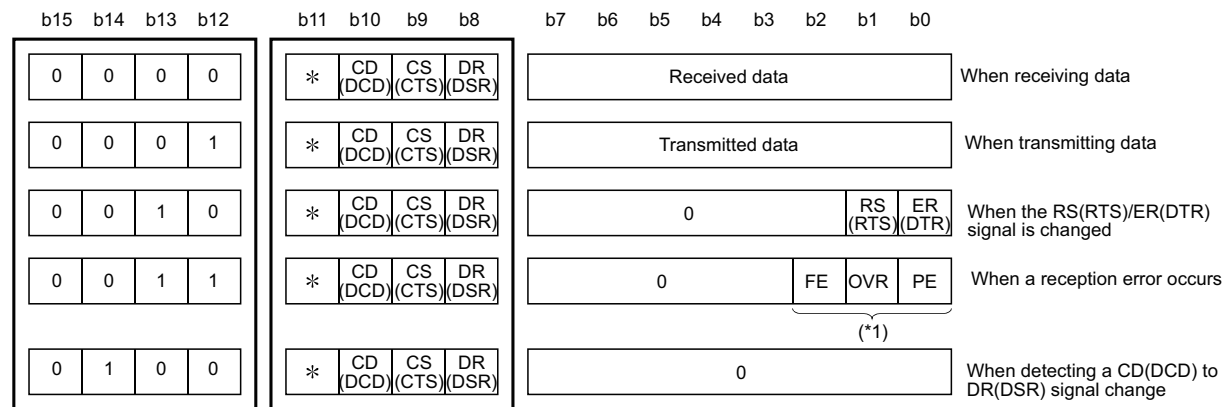 b15 b14 b13 b12 b11 b10 b9 b8 b7 b6 b5 b4 b3 b2 b1 b0
0 0 0 0 * CD (DCD) CS (CTS) DR (DSR) Received data When receiving data
0 0 0 1 * CD (DCD) CS (CTS) DR (DSR) Transmitted data When transmitting data
0 0 1 0 * CD (DCD) CS (CTS) DR (DSR) 0 RS (RTS) ER (DTR) When the RS(RTS)/ER(DTR)
signal is changed
0 0 1 1 * CD (DCD) CS (CTS) DR (DSR) 0 FE OVR PE When a reception error occurs
(*1)
0 1 0 0 * CD (DCD) CS (CTS) DR (DSR) 0 When detecting a CD(DCD) to
DR(DSR) signal change